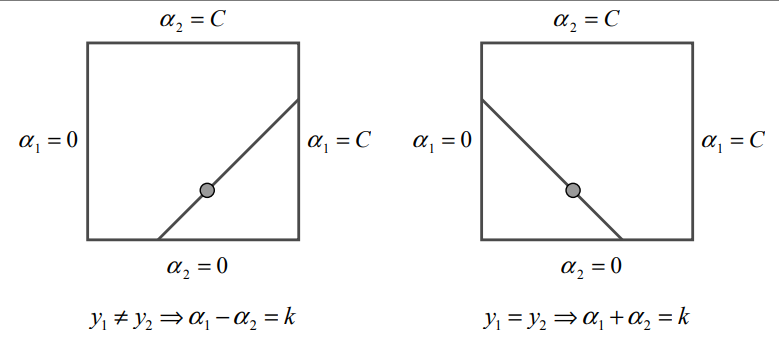 α₂ = C
α₁ = 0
α₁ = C
α₂ = 0
y₁ ≠ y₂ ⇒ α₁ − α₂ = k
α₂ = C
α₁ = 0
α₁ = C
α₂ = 0
y₁ = y₂ ⇒ α₁ + α₂ = k